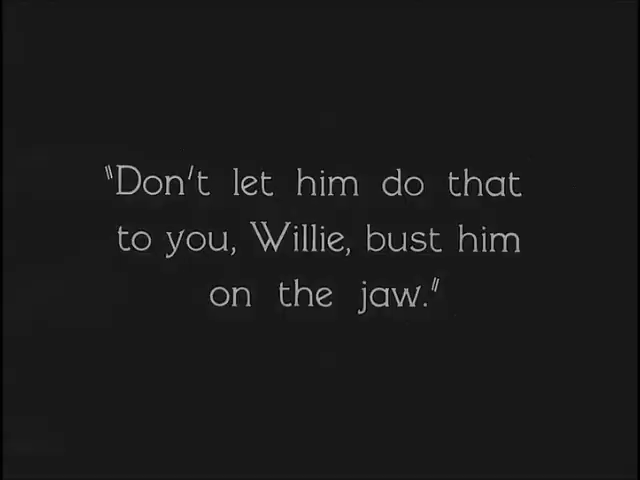 "Don't let him do that
to you, Willie, bust him
on the jaw."